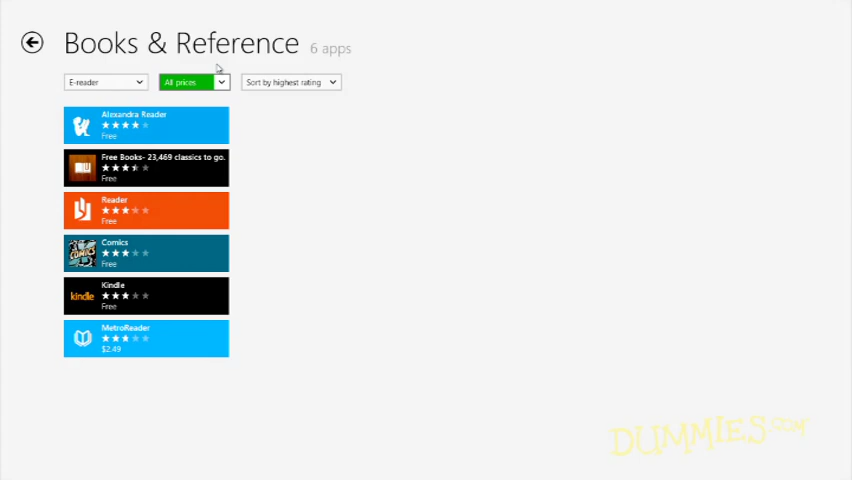 Books & Reference 6 apps
E-reader All prices Sort by highest rating
Alexandra Reader
Free
Free Books- 23,469 classics to go.
Free
Reader
Free
COMICS
Comics
Free
kindle
Kindle
Free
MetroReader
$2.49
DUMMIES.COM